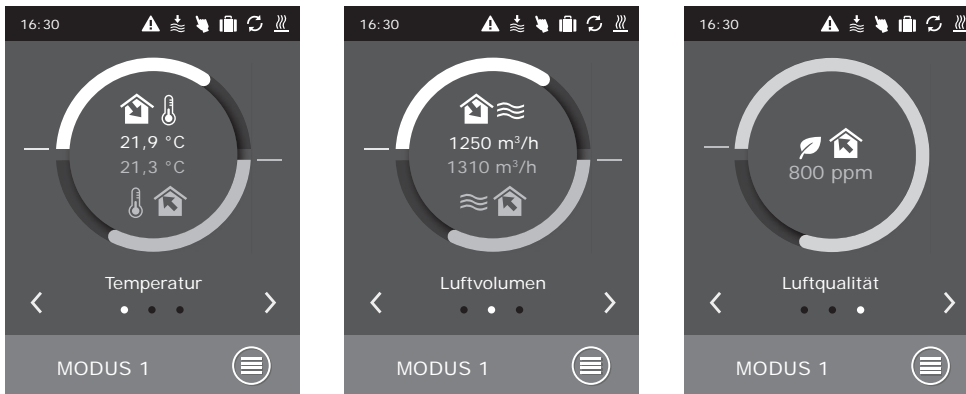 16:30
21,9 °C
21,3 °C
Temperatur
MODUS 1
16:30
1250 m³/h
1310 m³/h
Luftvolumen
MODUS 1
16:30
800 ppm
Luftqualität
MODUS 1